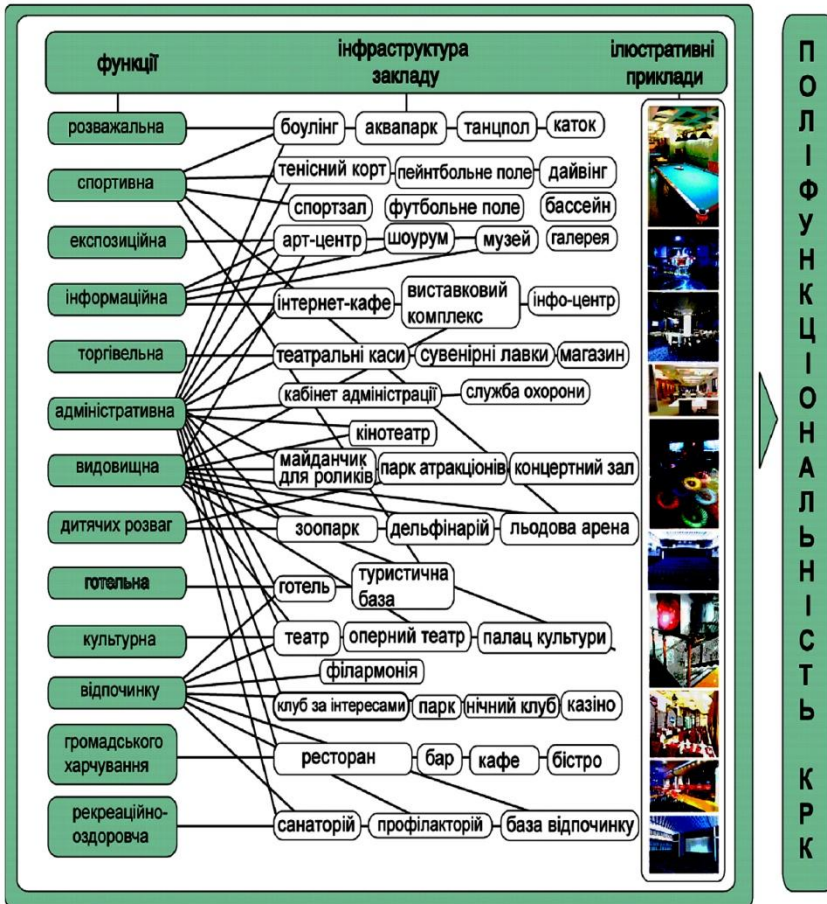 функції
інфраструктура
закладу
ілюстративні
приклади
розважальна
боулінг аквапарк танцпол каток
спортивна
тенісний корт пейнтбольне поле дайвінг
спортзал футбольне поле бассейн
експозиційна
арт-центр шоурум музей галерея
інформаційна
інтернет-кафе виставковий
комплекс
інфо-центр
торгівельна
театральні каси сувенірні лавки магазин
адміністративна
кабінет адміністрації служба охорони
кінотеатр
видовищна
майданчик
для роликів
парк атракціонів концертний зал
дитячих розваг
зоопарк дельфінарій льодова арена
готельна
готель туристична
база
культурна
театр оперний театр палац культури
філармонія
відпочинку
клуб за інтересами парк нічний клуб казіно
громадського
харчування
ресторан бар кафе бістро
рекреаційно-
оздоровча
санаторій профілакторій база відпочинку
ПОЛІФУНКЦІОНАЛЬНІСТЬ КРК